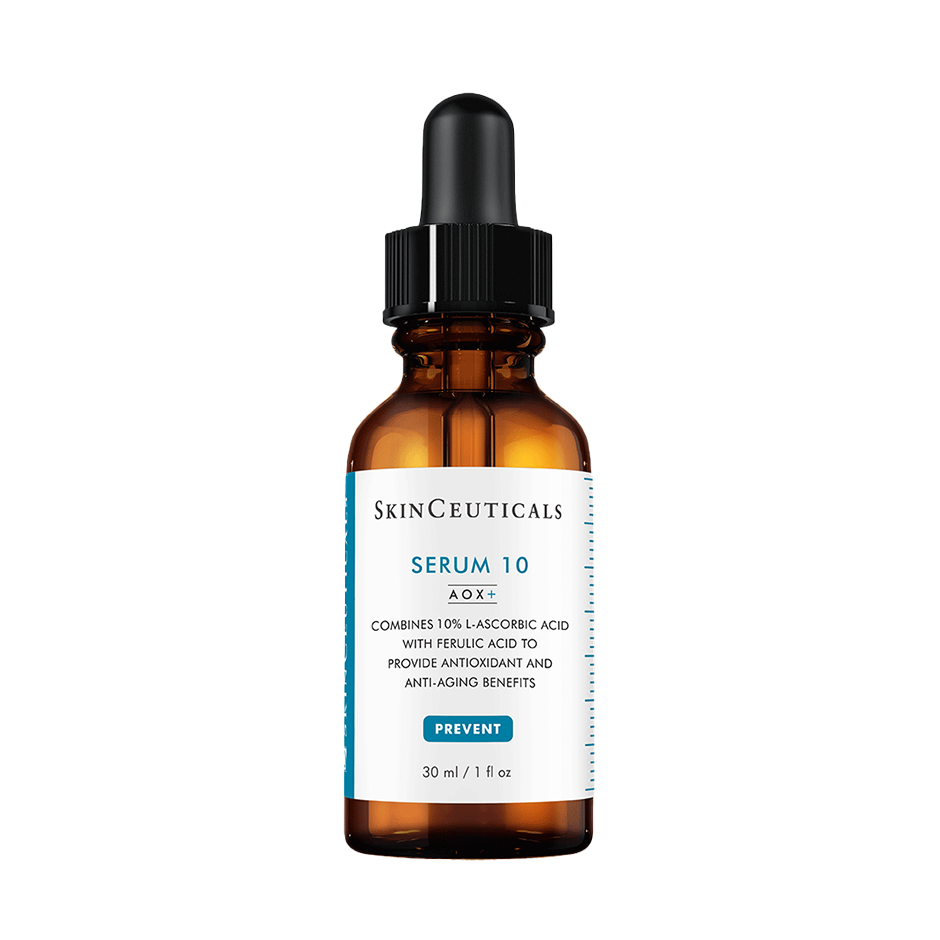 SKINCEUTICALS
SERUM 10
AOX+
COMBINES 10% L-ASCORBIC ACID
WITH FERULIC ACID TO
PROVIDE ANTIOXIDANT AND
ANTI-AGING BENEFITS
PREVENT
30 ml / 1 fl oz